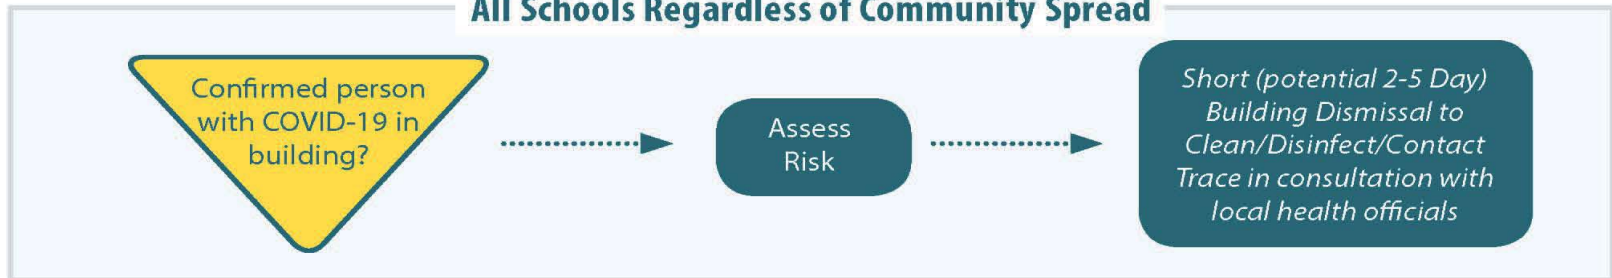 All Schools Regardless of Community Spread
Confirmed person
with COVID-19 in
building?
Assess
Risk
Short (potential 2-5 Day)
Building Dismissal to
Clean/Disinfect/Contact
Trace in consultation with
local health officials